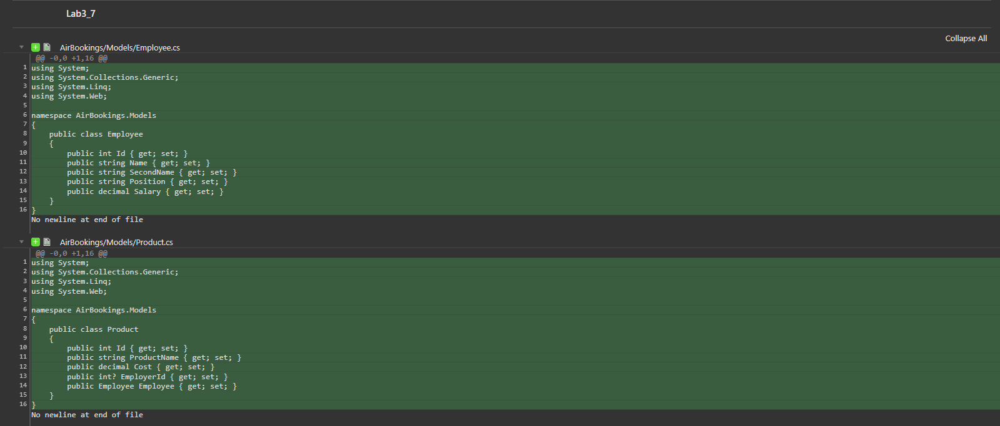 Lab3_7
Collapse All
AirBookings/Models/Employee.cs
@@ -0,0 +1,16 @@
1 using System;
2 using System.Collections.Generic;
3 using System.Linq;
4 using System.Web;
5
6 namespace AirBookings.Models
7 {
8     public class Employee
9     {
10         public int Id { get; set; }
11         public string Name { get; set; }
12         public string SecondName { get; set; }
13         public string Position { get; set; }
14         public decimal Salary { get; set; }
15     }
16 }
No newline at end of file
AirBookings/Models/Product.cs
@@ -0,0 +1,16 @@
1 using System;
2 using System.Collections.Generic;
3 using System.Linq;
4 using System.Web;
5
6 namespace AirBookings.Models
7 {
8     public class Product
9     {
10         public int Id { get; set; }
11         public string ProductName { get; set; }
12         public decimal Cost { get; set; }
13         public int? EmployerId { get; set; }
14         public Employee Employee { get; set; }
15     }
16 }
No newline at end of file